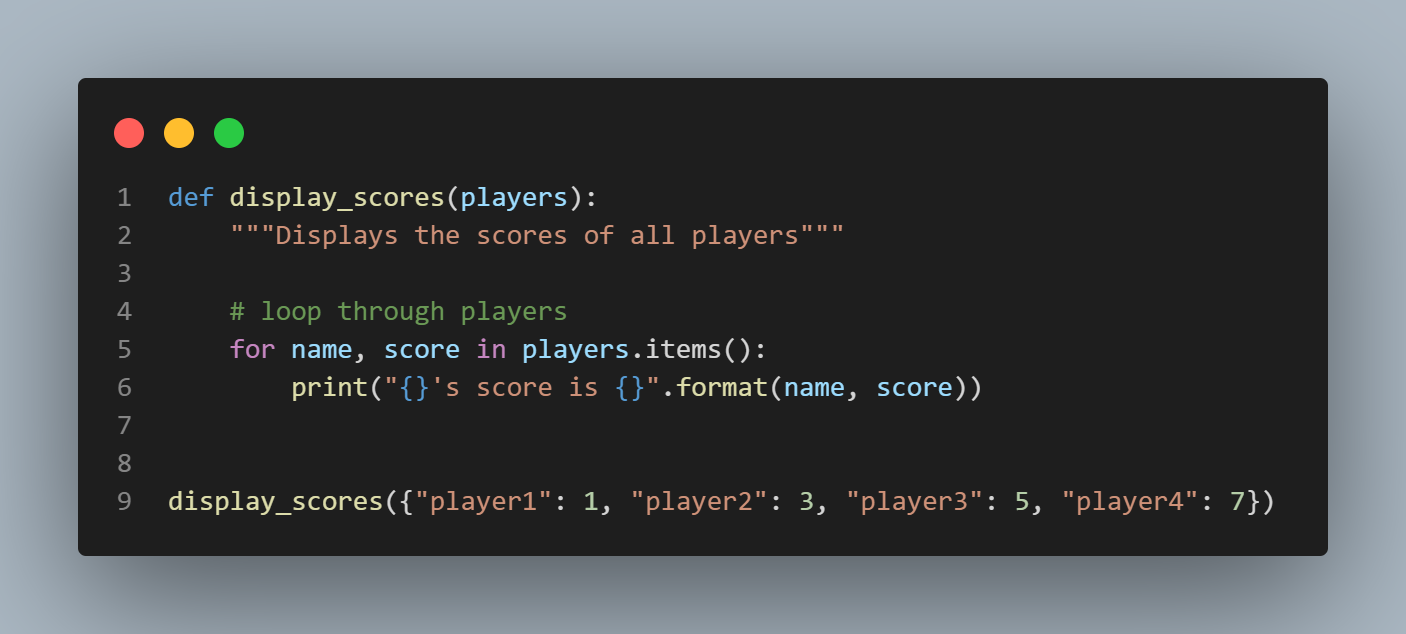 1 def display_scores(players):
2     """Displays the scores of all players"""
3
4     # loop through players
5     for name, score in players.items():
6         print("{}'s score is {}".format(name, score))
7
8
9 display_scores({"player1": 1, "player2": 3, "player3": 5, "player4": 7})